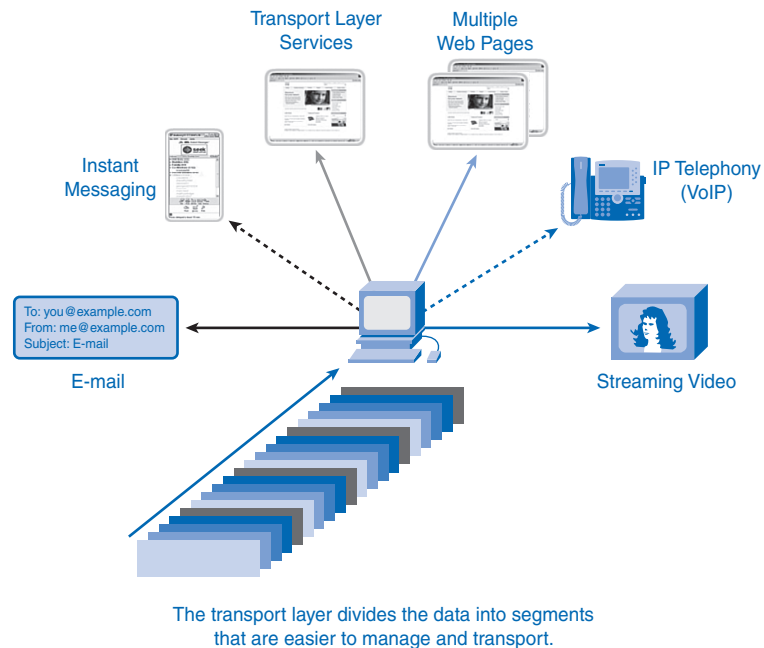 Transport Layer
Services
Multiple
Web Pages
Instant
Messaging
IP Telephony
(VoIP)
To: you@example.com
From: me@example.com
Subject: E-mail
E-mail
Streaming Video
The transport layer divides the data into segments
that are easier to manage and transport.